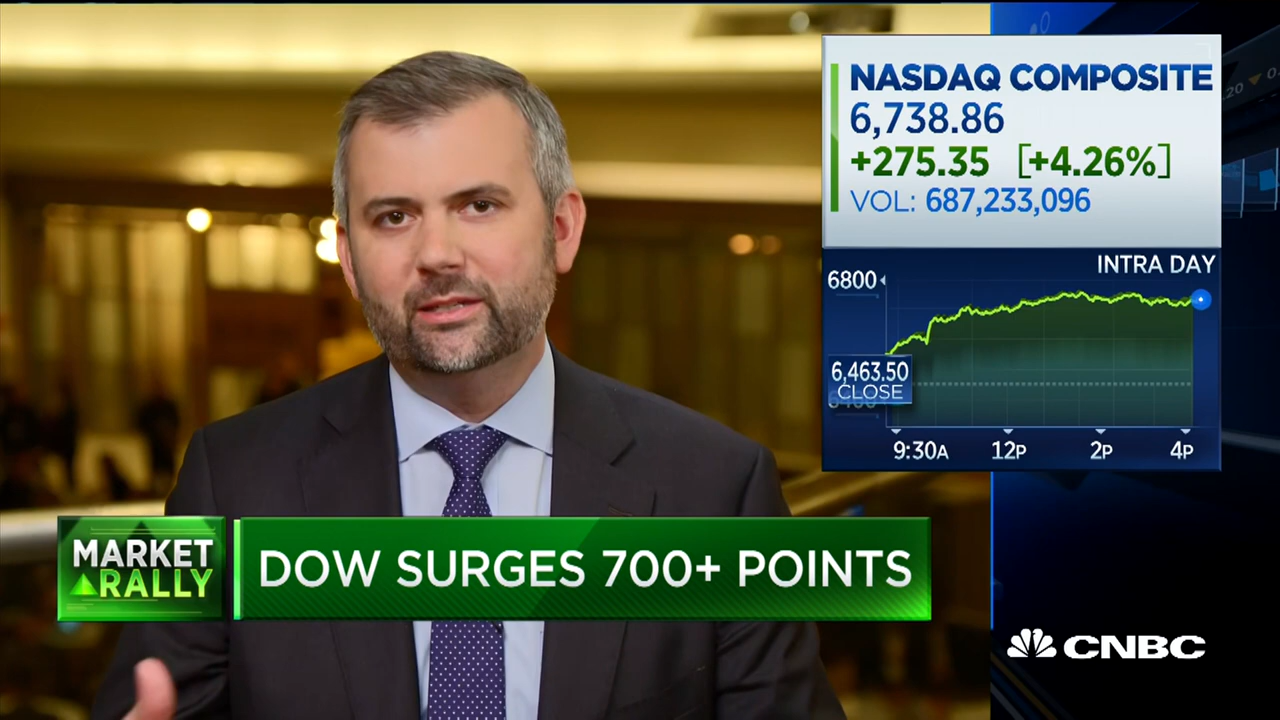 NASDAQ COMPOSITE
6,738.86
+275.35 [+4.26%]
VOL: 687,233,096
INTRA DAY
6800
6,463.50
CLOSE
9:30A 12P 2P 4P
MARKET
RALLY
DOW SURGES 700+ POINTS
CNBC